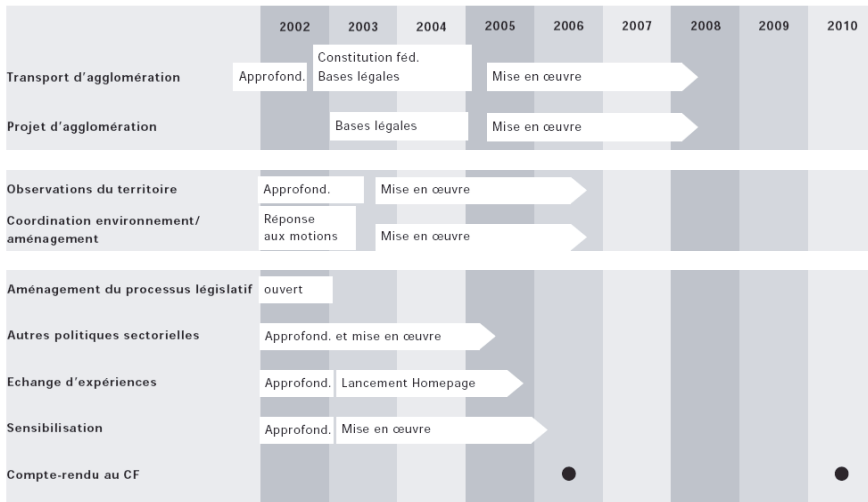 2002 2003 2004 2005 2006 2007 2008 2009 2010
Constitution féd.
Transport d'agglomération Approfond. Bases légales Mise en œuvre
Projet d'agglomération Bases légales Mise en œuvre
Observations du territoire Approfond. Mise en œuvre
Coordination environnement/ Réponse
aménagement aux motions Mise en œuvre
Aménagement du processus législatif ouvert
Autres politiques sectorielles Approfond. et mise en œuvre
Echange d'expériences Approfond. Lancement Homepage
Sensibilisation Approfond. Mise en œuvre
Compte-rendu au CF